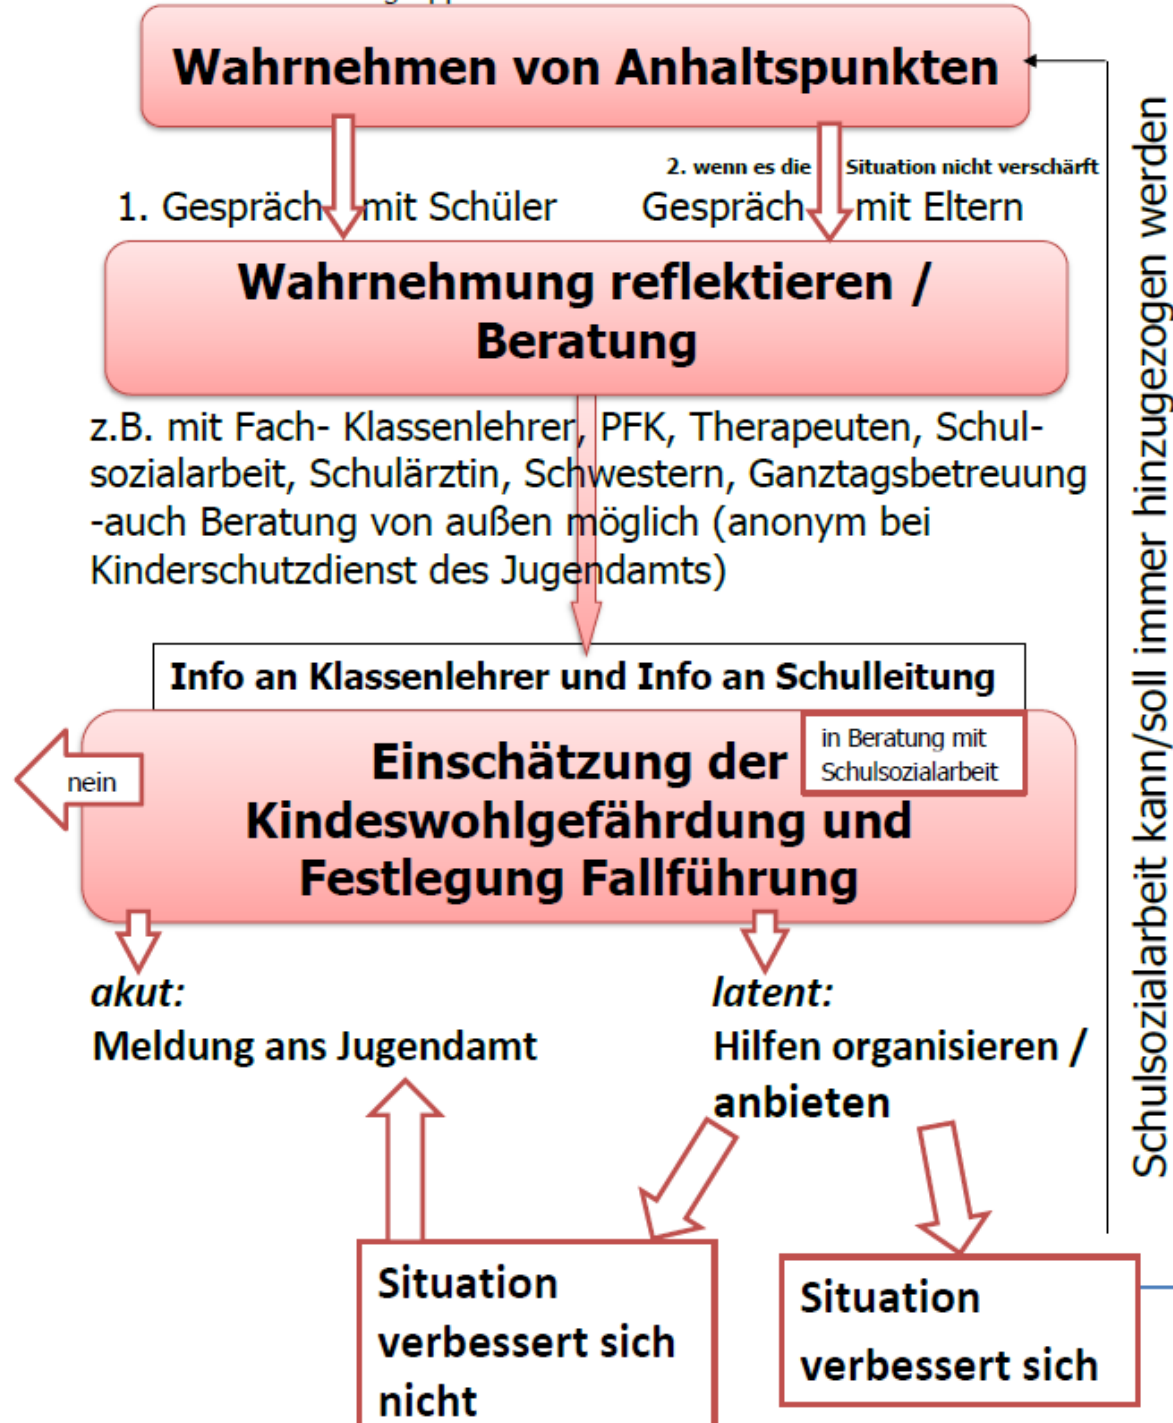 Wahrnehmen von Anhaltspunkten
2. wenn es die Situation nicht verschärft
1. Gespräch mit Schüler
Gespräch mit Eltern
Wahrnehmung reflektieren /
Beratung
z.B. mit Fach- Klassenlehrer, PFK, Therapeuten, Schul-
sozialarbeit, Schulärztin, Schwestern, Ganztagsbetreuung
-auch Beratung von außen möglich (anonym bei
Kinderschutzdienst des Jugendamts)
Info an Klassenlehrer und Info an Schulleitung
nein
Einschätzung der
Kindeswohlgefährdung und
Festlegung Fallführung
in Beratung mit
Schulsozialarbeit
akut:
Meldung ans Jugendamt
latent:
Hilfen organisieren /
anbieten
Situation
verbessert sich
nicht
Situation
verbessert sich
Schulsozialarbeit kann/soll immer hinzugezogen werden